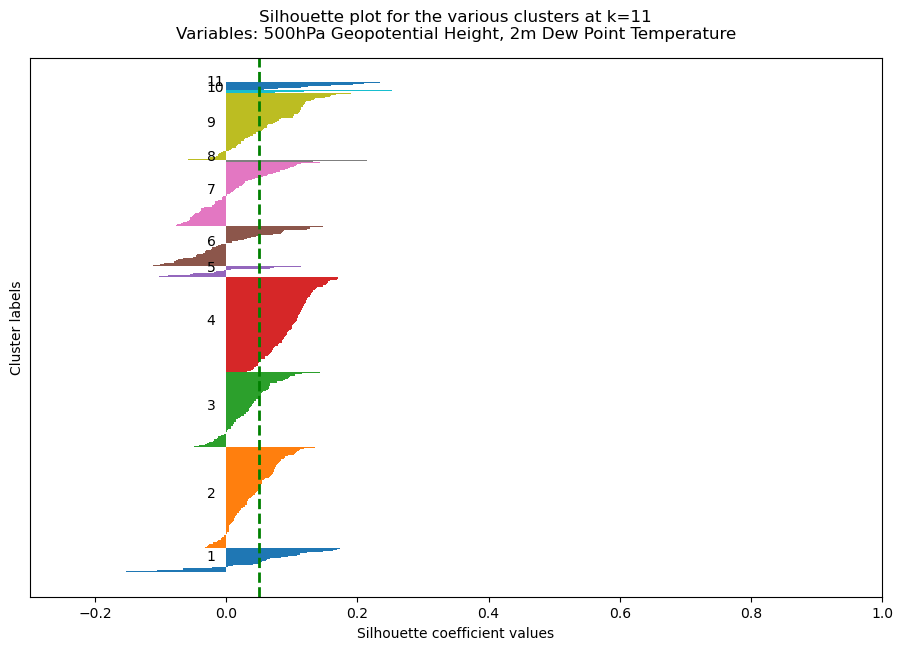 Silhouette plot for the various clusters at k=11
Variables: 500hPa Geopotential Height, 2m Dew Point Temperature
11
10
9
8
7
6
5
4
3
2
1
Cluster labels
−0.2 0.0 0.2 0.4 0.6 0.8 1.0
Silhouette coefficient values